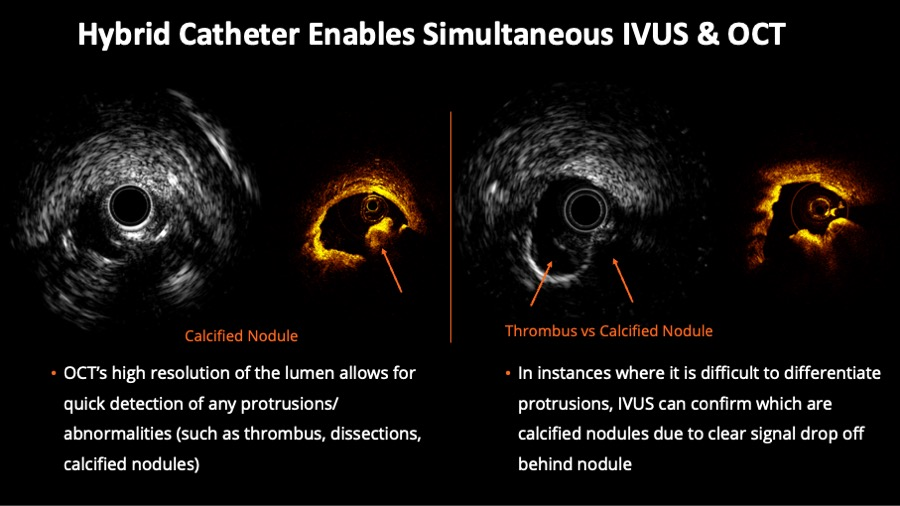 Hybrid Catheter Enables Simultaneous IVUS & OCT
Calcified Nodule
• OCT’s high resolution of the lumen allows for
quick detection of any protrusions/
abnormalities (such as thrombus, dissections,
calcified nodules)
Thrombus vs Calcified Nodule
• In instances where it is difficult to differentiate
protrusions, IVUS can confirm which are
calcified nodules due to clear signal drop off
behind nodule